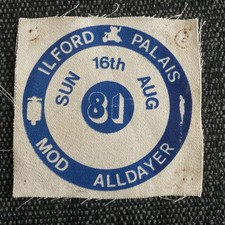 ILFORD PALAIS
SUN 16th AUG
81
MOD ALLDAYER